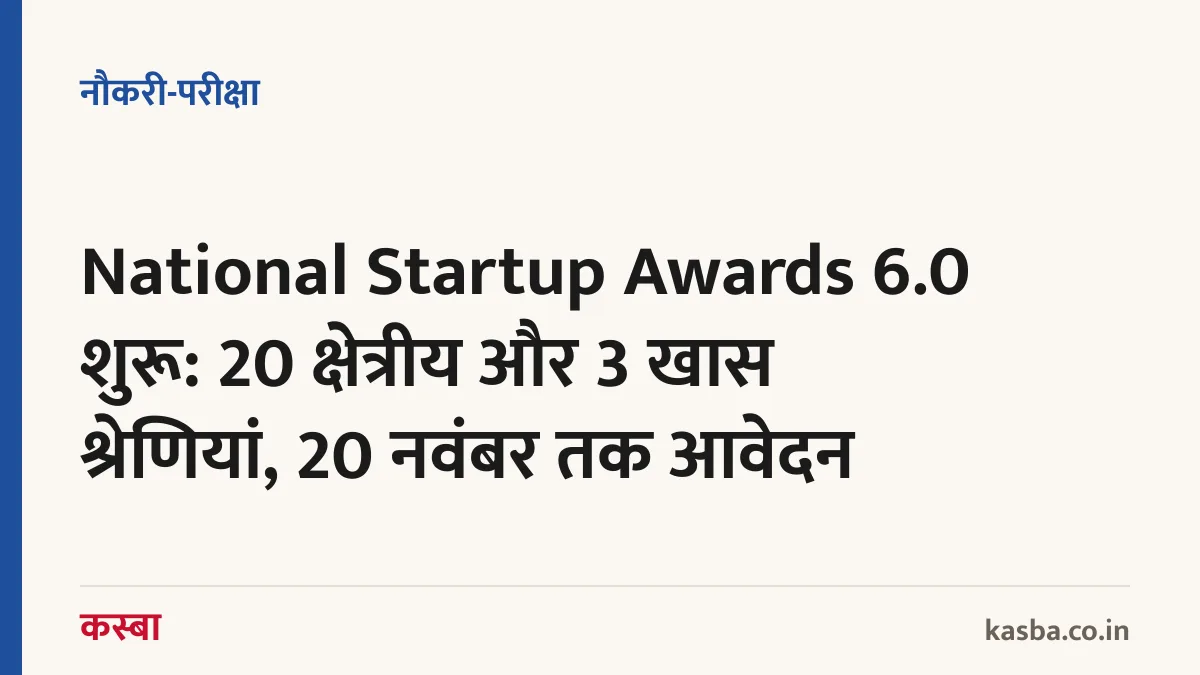 नौकरी-परीक्षा
National Startup Awards 6.0
शुरू: 20 क्षेत्रीय और 3 खास
श्रेणियां, 20 नवंबर तक आवेदन
कस्बा
kasba.co.in